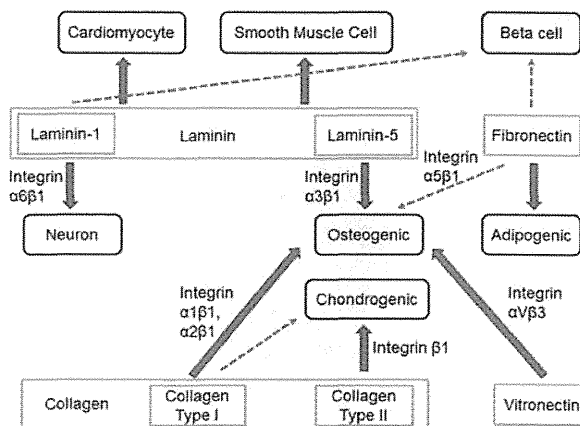 Cardiomyocyte
Smooth Muscle Cell
Beta cell
Laminin-1
Laminin
Laminin-5
Fibronectin
Integrin
α6β1
Integrin
α3β1
Integrin
α5β1
Neuron
Osteogenic
Adipogenic
Integrin
α1β1,
α2β1
Chondrogenic
Integrin
αVβ3
Integrin β1
Collagen
Collagen
Type I
Collagen
Type II
Vitronectin